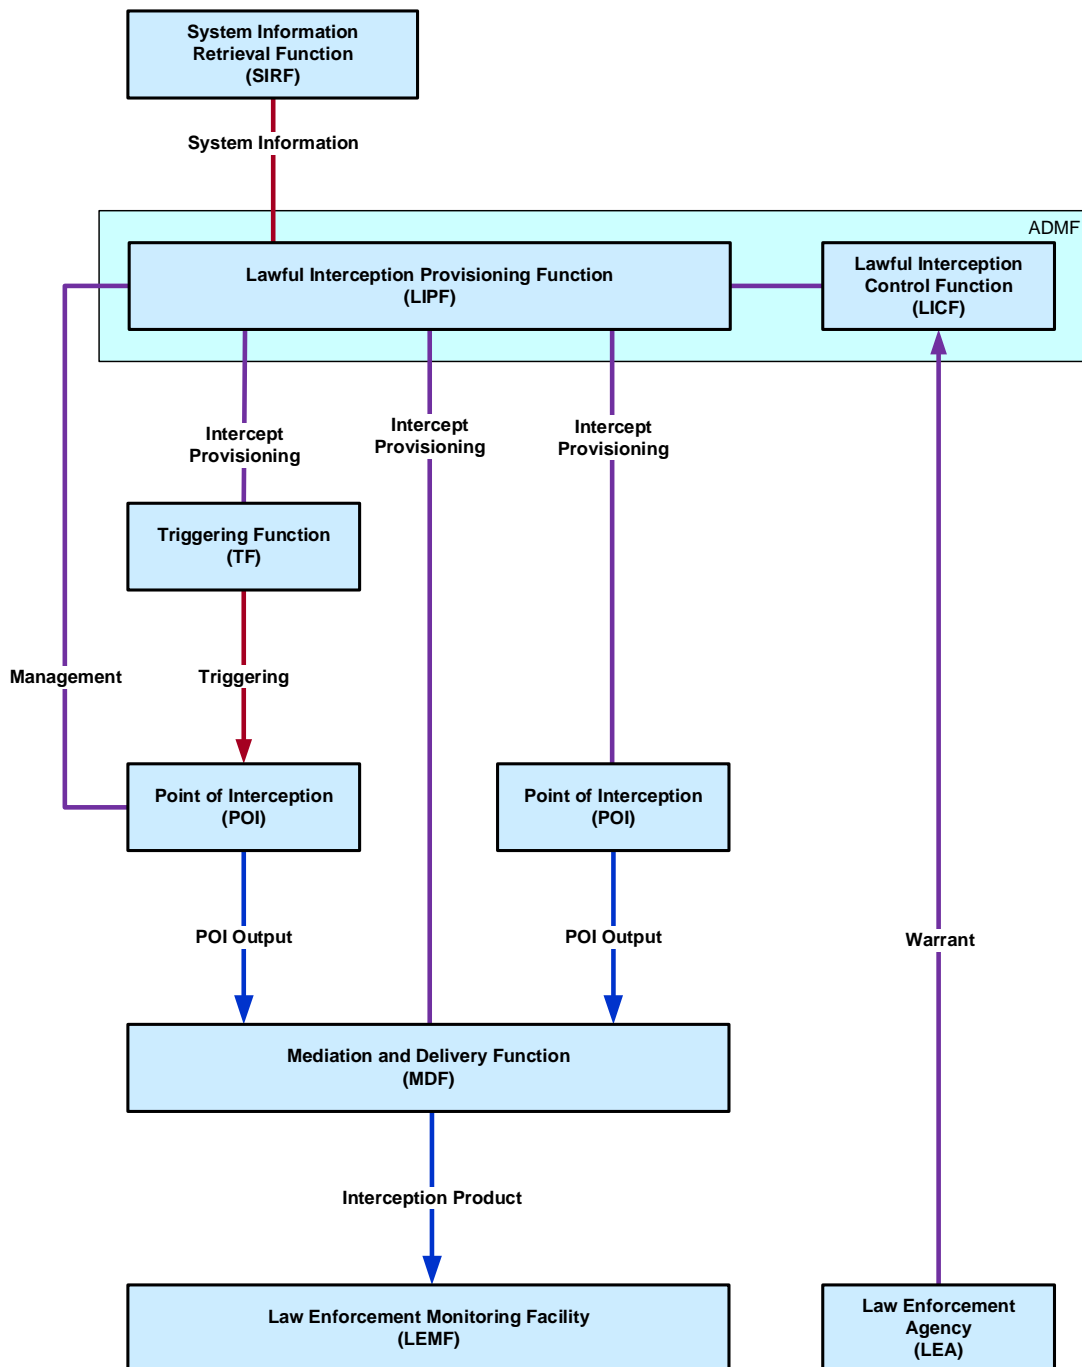 System Information
Retrieval Function
(SIRF)
System Information
ADMF
Lawful Interception Provisioning Function
(LIPF)
Lawful Interception
Control Function
(LICF)
Intercept
Provisioning
Intercept
Provisioning
Intercept
Provisioning
Triggering Function
(TF)
Management
Triggering
Point of Interception
(POI)
Point of Interception
(POI)
POI Output
POI Output
Warrant
Mediation and Delivery Function
(MDF)
Interception Product
Law Enforcement Monitoring Facility
(LEMF)
Law Enforcement
Agency
(LEA)